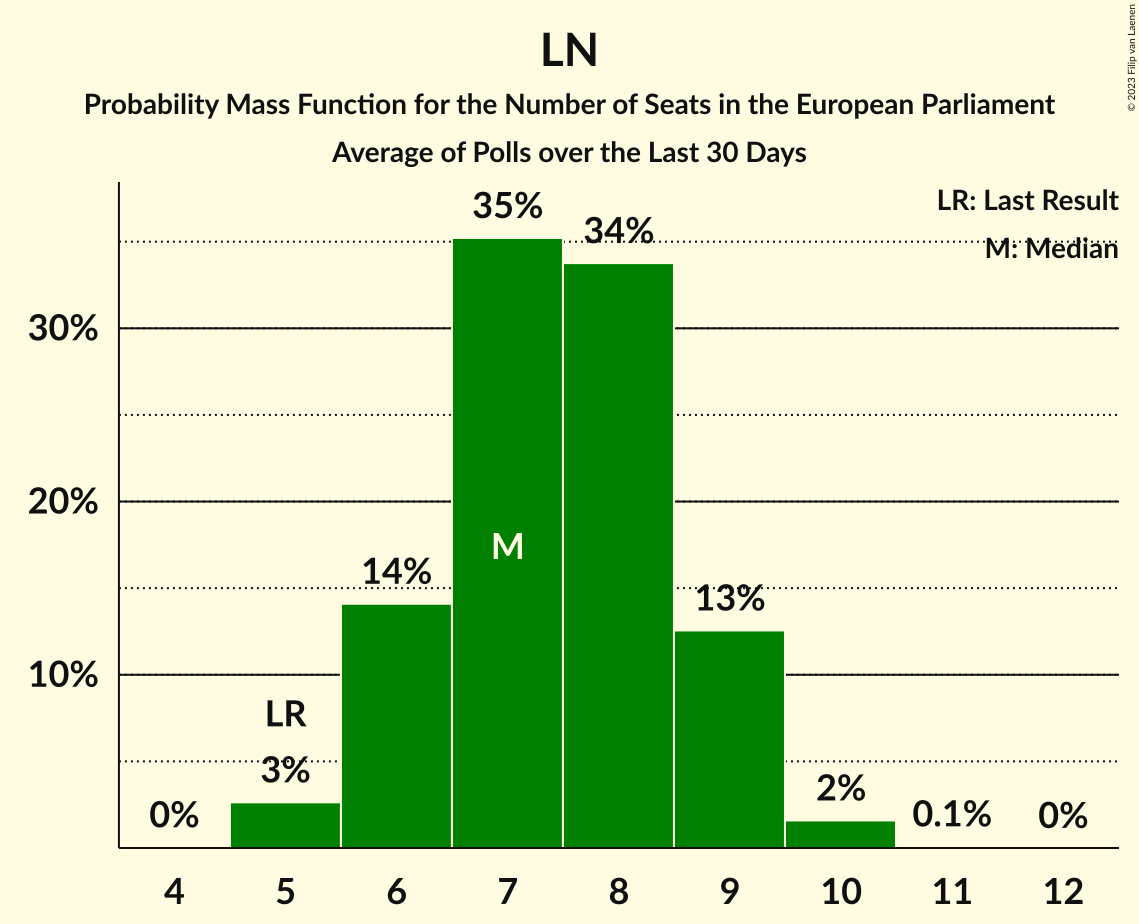 LN
Probability Mass Function for the Number of Seats in the European Parliament
Average of Polls over the Last 30 Days
© 2023 Filip van Laenen
LR: Last Result
M: Median
35%
34%
30%
20%
M
14%
13%
10%
LR
3%
2%
0%
0.1%
0%
4 5 6 7 8 9 10 11 12